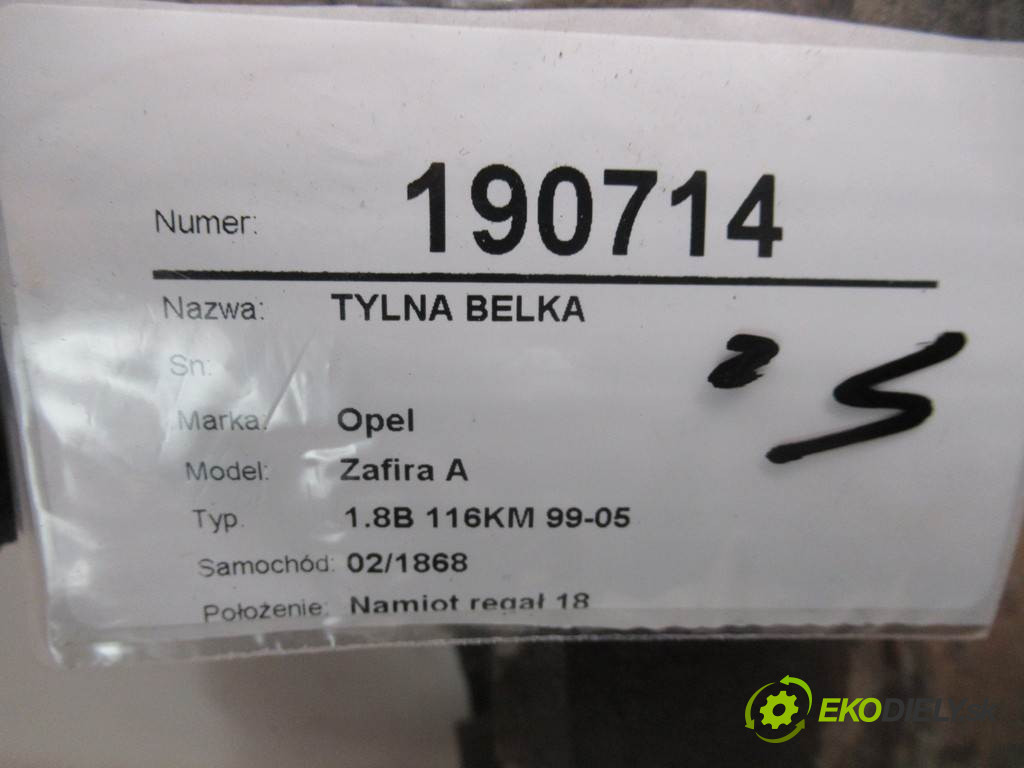 Numer: 190714
Nazwa: TYLNA BELKA
Sn:
Marka: Opel
Model: Zafira A
Typ. 1.8B 116KM 99-05
Samochód: 02/1868
Położenie: Namiot regał 18
EKODIELY